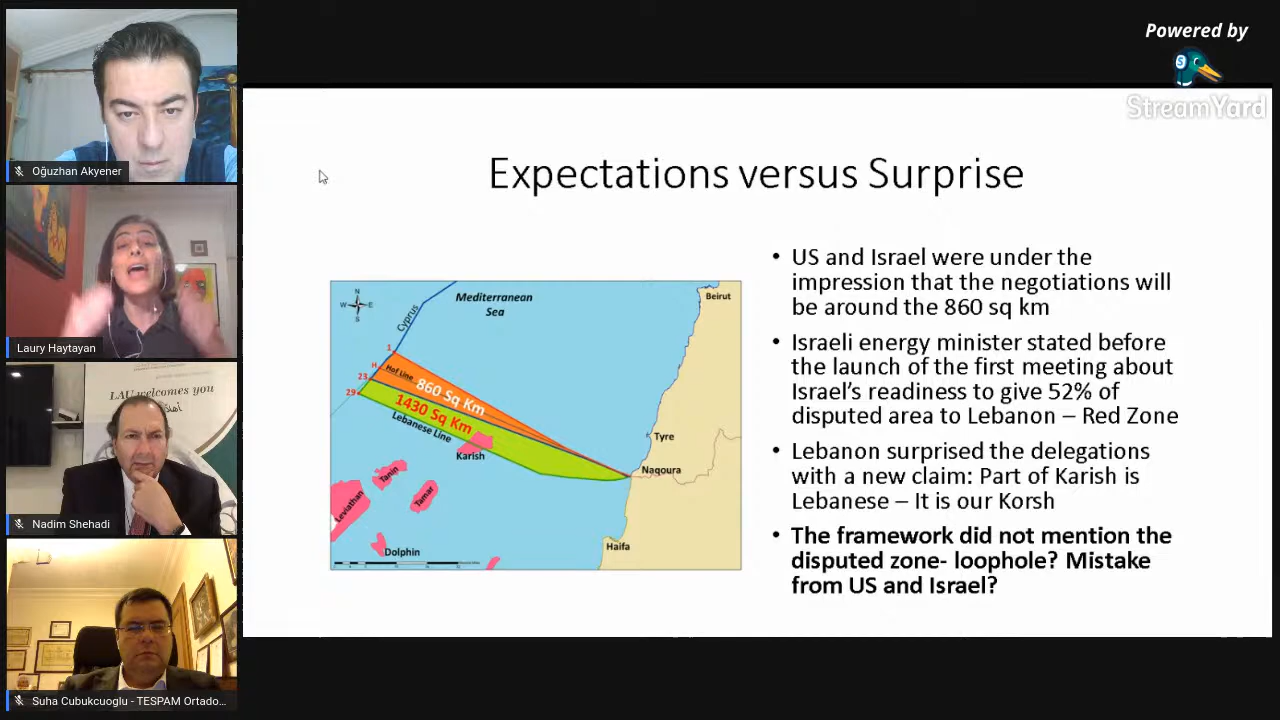 Powered by
StreamYard
Oğuzhan Akyener
Laury Haytayan
LAU welcomes you
Nadim Shehadi
Suha Cubukcuoglu - TESPAM Ortado...
Expectations versus Surprise
N
W E
S
Cyprus
Mediterranean
Sea
Beirut
1
H
Hof Line
23
860 Sq Km
29
1430 Sq Km
Lebanese Line
Karish
Tyre
Naqoura
Tanin
Tamar
Leviathan
Dolphin
Haifa
• US and Israel were under the
impression that the negotiations will
be around the 860 sq km
• Israeli energy minister stated before
the launch of the first meeting about
Israel's readiness to give 52% of
disputed area to Lebanon – Red Zone
• Lebanon surprised the delegations
with a new claim: Part of Karish is
Lebanese – It is our Korsh
• The framework did not mention the
disputed zone- loophole? Mistake
from US and Israel?